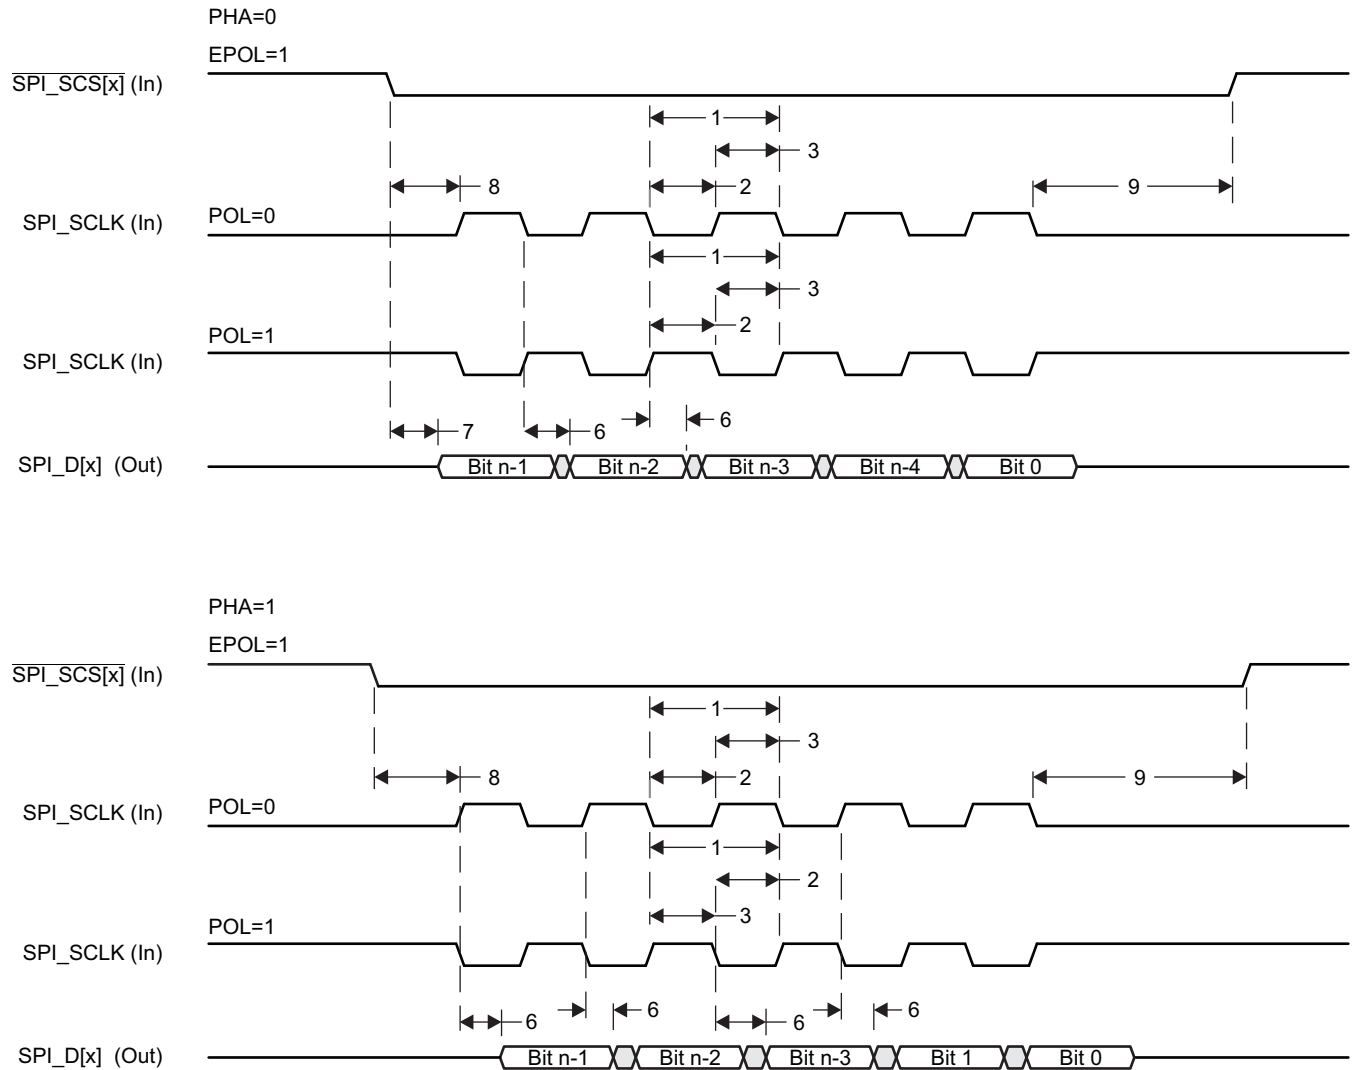 PHA=0
EPOL=1
SPI_SCS[x] (In)
1
3
8
2
9
POL=0
SPI_SCLK (In)
1
3
2
POL=1
SPI_SCLK (In)
7
6
6
SPI_D[x] (Out)
Bit n-1
Bit n-2
Bit n-3
Bit n-4
Bit 0
PHA=1
EPOL=1
SPI_SCS[x] (In)
1
3
8
2
9
POL=0
SPI_SCLK (In)
1
2
3
POL=1
SPI_SCLK (In)
6
6
6
6
SPI_D[x] (Out)
Bit n-1
Bit n-2
Bit n-3
Bit 1
Bit 0